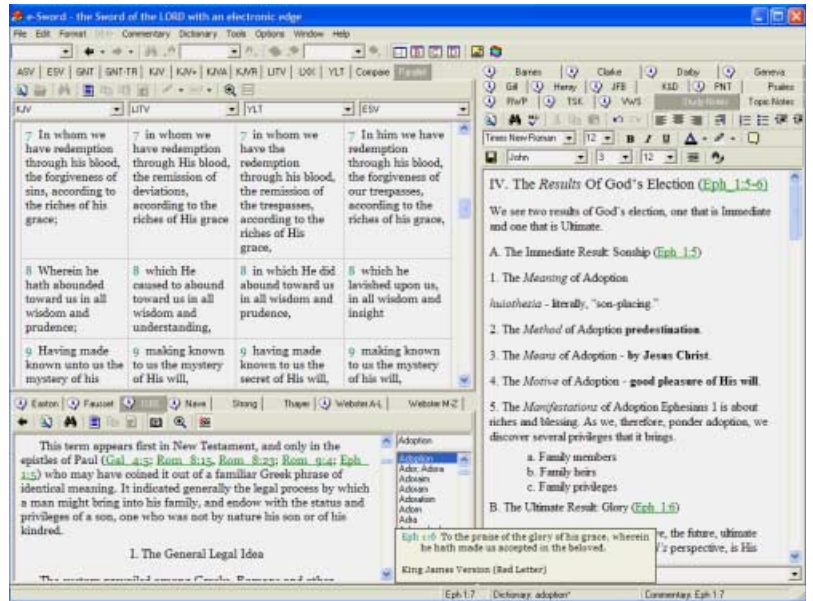 e-Sword - the Sword of the LORD with an electronic edge
File Edit Format Commentary Dictionary Tools Options Window Help
ASV ESV GNT GNT-TR KJV KJV+ KJVA KJVR LITV LXX YLT Compare Parallel
KJV LITV YLT ESV
7 In whom we
have redemption
through his blood,
the forgiveness of
sins, according to
the riches of his
grace;
7 in whom we
have redemption
through His blood,
the remission of
deviations,
according to the
riches of His grace
7 in whom we
have the
redemption
through his blood,
the remission of
the trespasses,
according to the
riches of His
grace,
7 In him we have
redemption
through his blood,
the forgiveness of
our trespasses,
according to the
riches of his grace,
8 Wherein he
hath abounded
toward us in all
wisdom and
prudence;
8 which He
caused to abound
toward us in all
wisdom and
understanding,
8 in which He did
abound toward us
in all wisdom and
prudence,
8 which he
lavished upon us,
in all wisdom and
insight
9 Having made
known unto us the
mystery of his
9 making known
to us the mystery
of His will,
9 having made
known to us the
secret of His will,
9 making known
to us the mystery
of his will,
Easton Fausset ISBE Nave Strong Thayer Webster A-L Webster M-Z
This term appears first in New Testament, and only in the
epistles of Paul (Gal_4:5; Rom_8:15, Rom_8:23; Rom_9:4; Eph_
1:5) who may have coined it out of a familiar Greek phrase of
identical meaning. It indicated generally the legal process by which
a man might bring into his family, and endow with the status and
privileges of a son, one who was not by nature his son or of his
kindred.
I. The General Legal Idea
The system prevailed among Greeks, Romans and other
Adoption
Adoption
Ador; Adora
Adoraim
Adoram
Adoration
Adorn
Adria
Barnes Clarke Darby Geneva
Gill Henry JFB K&D PNT Psalms
RWP TSK VWS Study Notes Topic Notes
Times New Roman 12 B I U A
John 3 12
IV. The Results Of God's Election (Eph_1:5-6)
We see two results of God's election, one that is Immediate
and one that is Ultimate.
A. The Immediate Result: Sonship (Eph_1:5)
1. The Meaning of Adoption
huiothesia - literally, "son-placing."
2. The Method of Adoption predestination.
3. The Means of Adoption - by Jesus Christ.
4. The Motive of Adoption - good pleasure of His will.
5. The Manifestations of Adoption Ephesians 1 is about
riches and blessing. As we, therefore, ponder adoption, we
discover several privileges that it brings.
a. Family members
b. Family heirs
c. Family privileges
B. The Ultimate Result: Glory (Eph_1:6)
re, the future, ultimate
perspective, is His
Eph 1:6 To the praise of the glory of his grace, wherein
he hath made us accepted in the beloved.
King James Version (Red Letter)
Eph 1:7 Dictionary: adoption* Commentary: Eph 1:7